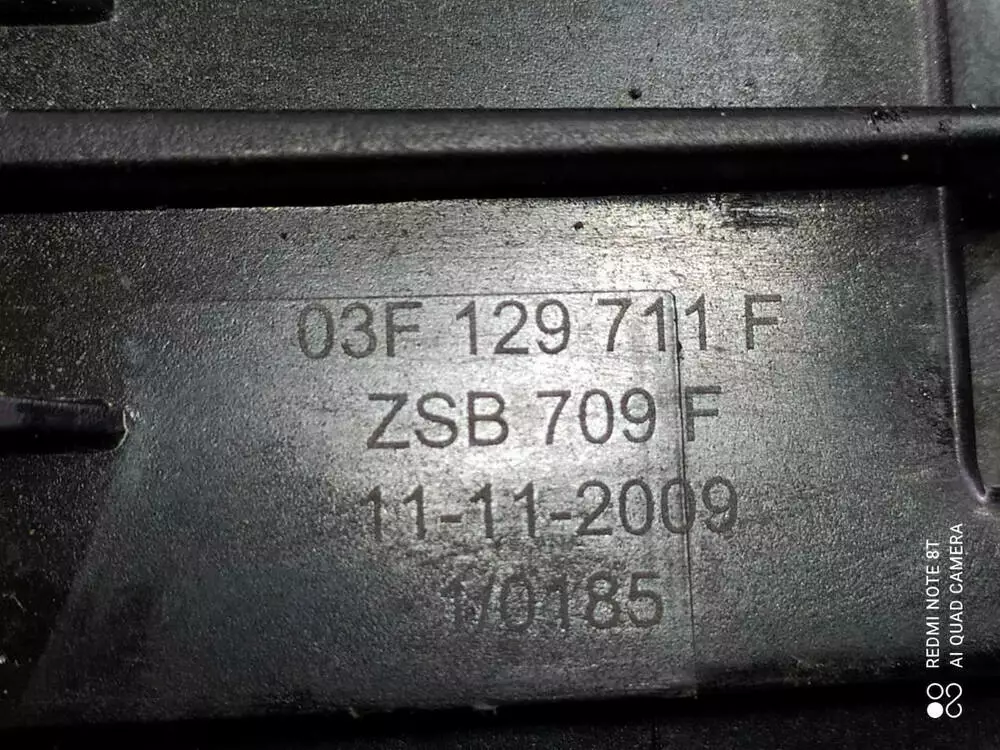 03F 129 711 F
ZSB 709 F
11-11-2009
1/0185
REDMI NOTE 8T
AI QUAD CAMERA